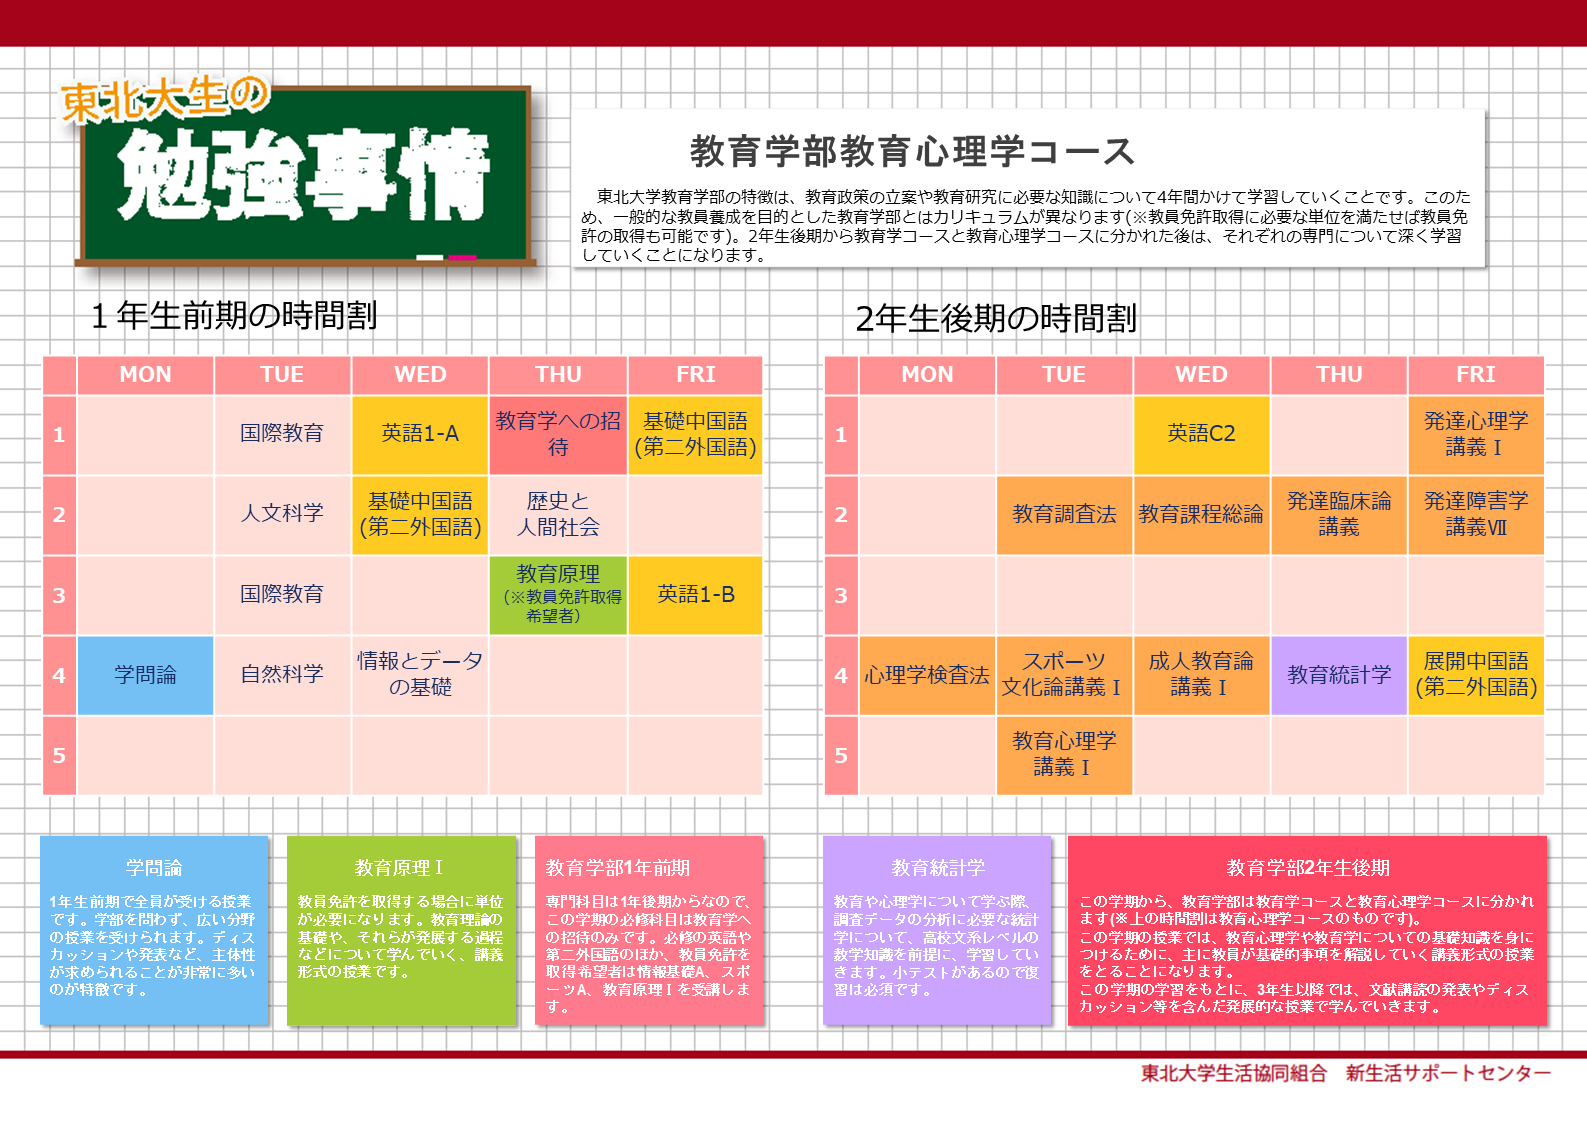 東北大生の
勉強事情
教育学部教育心理学コース
東北大学教育学部の特徴は、教育政策の立案や教育研究に必要な知識について4年間かけて学習していくことです。このた
め、一般的な教員養成を目的とした教育学部とはカリキュラムが異なります(※教員免許取得に必要な単位を満たせば教員免
許の取得も可能です)。2年生後期から教育学コースと教育心理学コースに分かれた後は、それぞれの専門について深く学習
していくことになります。
１年生前期の時間割
MON TUE WED THU FRI
1 国際教育 英語1-A 教育学への招
待 基礎中国語
(第二外国語)
2 人文科学 基礎中国語
(第二外国語) 歴史と
人間社会
3 国際教育 教育原理
(※教員免許取得
希望者) 英語1-B
4 学問論 自然科学 情報とデータ
の基礎
5
2年生後期の時間割
MON TUE WED THU FRI
1 英語C2 発達心理学
講義Ⅰ
2 教育調査法 教育課程総論 発達臨床論
講義 発達障害学
講義Ⅶ
3
4 心理学検査法 スポーツ
文化論講義Ⅰ 成人教育論
講義Ⅰ 教育統計学 展開中国語
(第二外国語)
5 教育心理学
講義Ⅰ
学問論
1年生前期で全員が受ける授業
です。学部を問わず、広い分野
の授業を受けられます。ディス
カッションや発表など、主体性
が求められることが非常に多い
のが特徴です。
教育原理Ⅰ
教員免許を取得する場合に単位
が必要になります。教育理論の
基礎や、それらが発展する過程
などについて学んでいく、講義
形式の授業です。
教育学部1年前期
専門科目は1年後期からなので、
この学期の必修科目は教育学へ
の招待のみです。必修の英語や
第二外国語のほか、教員免許を
取得希望者は情報基礎A、スポ
ーツA、教育原理Ⅰを受講しま
す。
教育統計学
教育や心理学について学ぶ際、
調査データの分析に必要な統計
学について、高校文系レベルの
数学知識を前提に、学習してい
きます。小テストがあるので復
習は必須です。
教育学部2年生後期
この学期から、教育学部は教育学コースと教育心理学コースに分かれ
ます(※上の時間割は教育心理学コースのものです)。
この学期の授業では、教育心理学や教育学についての基礎知識を身に
つけるために、主に教員が基礎的事項を解説していく講義形式の授業
をとることになります。
この学期の学習をもとに、3年生以降では、文献講読の発表やディス
カッション等を含んだ発展的な授業で学んでいきます。
東北大学生活協同組合　新生活サポートセンター